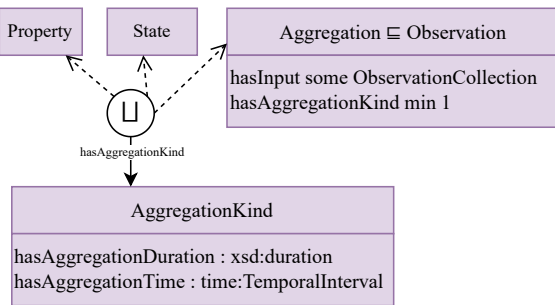 Property
State
Aggregation ⊑ Observation
hasInput some ObservationCollection
hasAggregationKind min 1
⊔
hasAggregationKind
AggregationKind
hasAggregationDuration : xsd:duration
hasAggregationTime : time:TemporalInterval